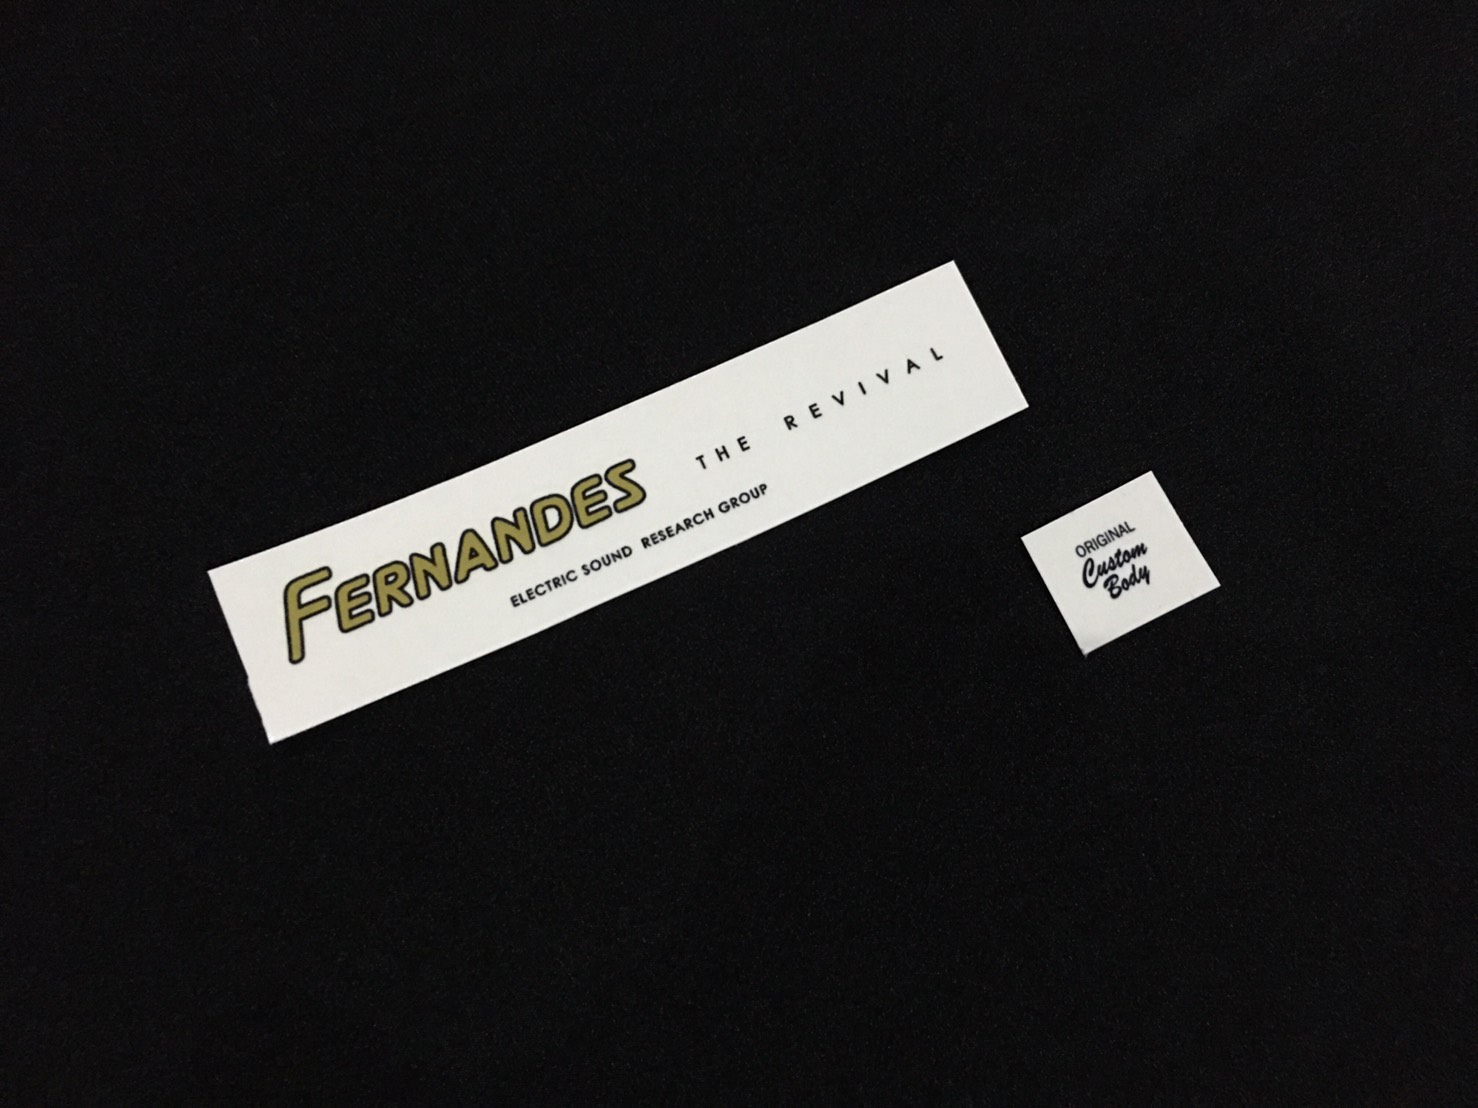 FERNANDES THE REVIVAL
ELECTRIC SOUND RESEARCH GROUP
ORIGINAL
Custom
Body